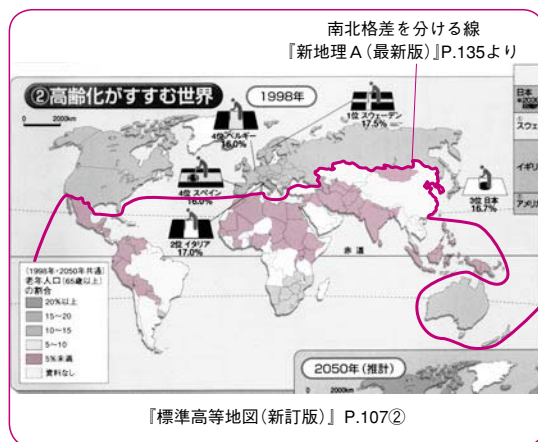 南北格差を分ける線
『新地理A(最新版)』P.135より
②高齢化がすすむ世界
1998年
0 2000km
4位 ベルギー
16.0%
1位 スウェーデン
17.5%
日本
スウェ
イギリ
アメリカ
4位 スペイン
16.0%
3位 日本
16.7%
2位 イタリア
17.0%
赤道
(1998年・2050年共通)
老年人口(65歳以上)
の割合
20%以上
15~20
10~15
5~10
5%未満
資料なし
2050年(推計)
0 2000km
『標準高等地図(新訂版)』P.107②